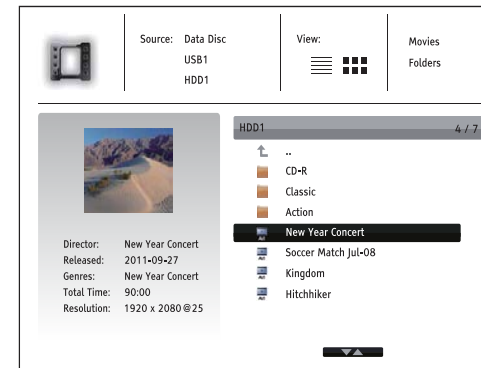 Source: Data Disc
USB1
HDD1
View:
Movies
Folders
HDD1 4 / 7
..
CD-R
Classic
Action
New Year Concert
Soccer Match Jul-08
Kingdom
Hitchhiker
Director: New Year Concert
Released: 2011-09-27
Genres: New Year Concert
Total Time: 90:00
Resolution: 1920 x 2080@25